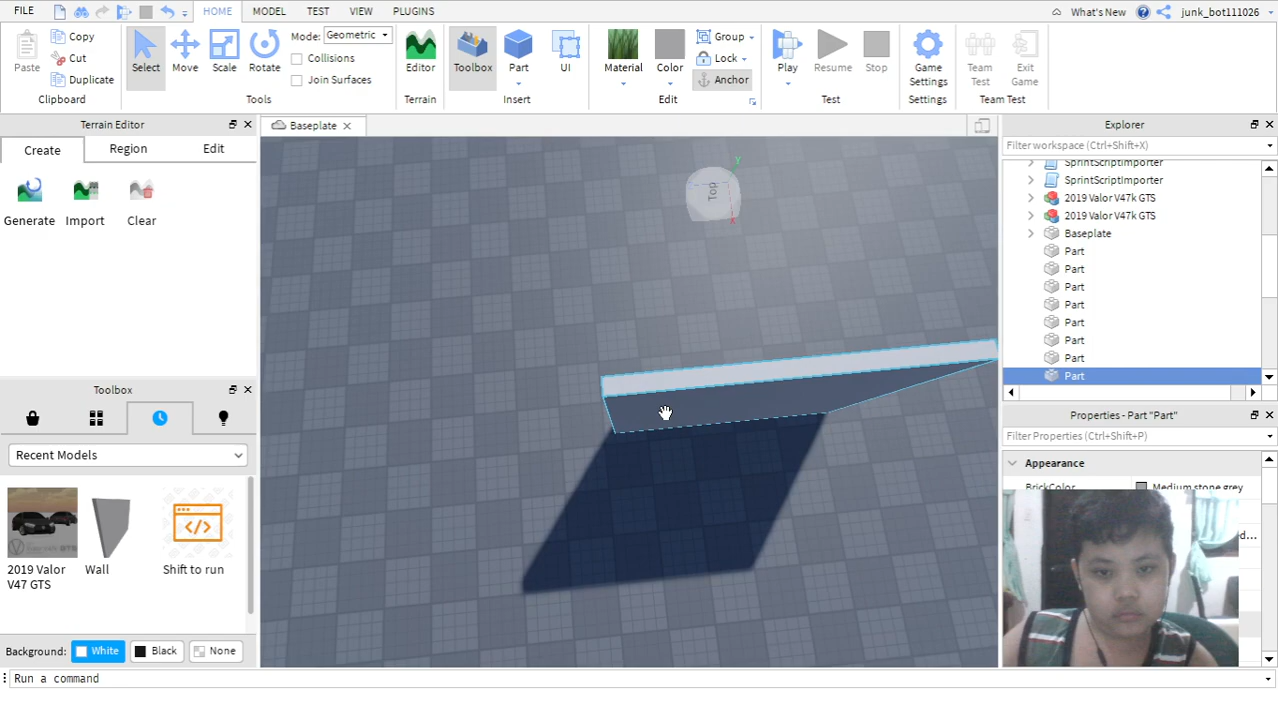 FILE HOME MODEL TEST VIEW PLUGINS What's New junk_bot111026
Paste Copy Cut Duplicate Clipboard
Select Move Scale Rotate Mode: Geometric Collisions Join Surfaces Tools
Editor Terrain
Toolbox Part UI Insert
Material Color Group Lock Anchor Edit
Play Resume Stop Test
Game Settings Settings
Team Test Exit Game Team Test
Terrain Editor
Create Region Edit
Generate Import Clear
Toolbox
Recent Models
2019 Valor V47 GTS
Wall
Shift to run
Background: White Black None
Baseplate
Top
y
x
Explorer
Filter workspace (Ctrl+Shift+X)
SprintScriptImporter
SprintScriptImporter
2019 Valor V47k GTS
2019 Valor V47k GTS
Baseplate
Part
Part
Part
Part
Part
Part
Part
Part
Properties - Part "Part"
Filter Properties (Ctrl+Shift+P)
Appearance
BrickColor Medium stone grey
d...
Run a command